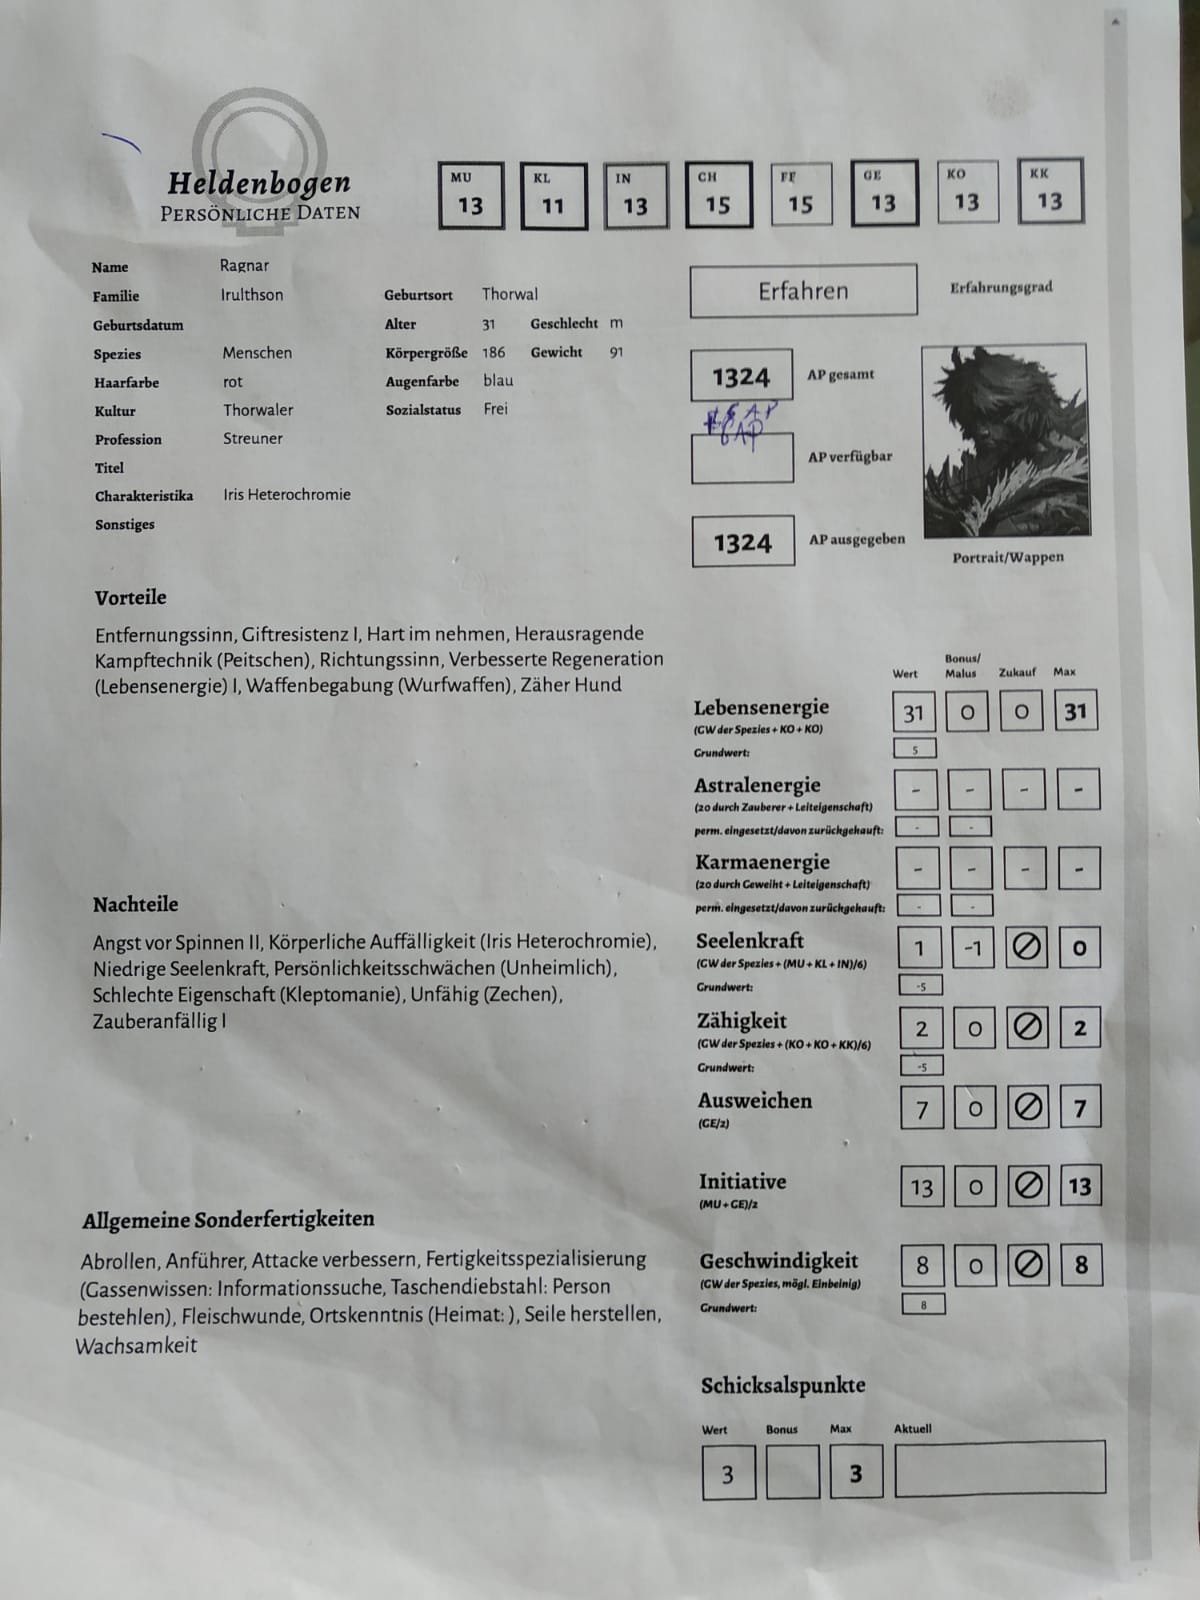 Heldenbogen
Persönliche Daten
MU KL IN CH FF GE KO KK
13 11 13 15 15 13 13 13
Name Ragnar
Familie Irulthson Geburtsort Thorwal
Geburtsdatum Alter 31 Geschlecht m
Spezies Menschen Körpergröße 186 Gewicht 91
Haarfarbe rot Augenfarbe blau
Kultur Thorwaler Sozialstatus Frei
Profession Streuner
Titel
Charakteristika Iris Heterochromie
Sonstiges
Erfahren Erfahrungsgrad
1324 AP gesamt
AP
6AP
AP verfügbar
1324 AP ausgegeben
Portrait/Wappen
Vorteile
Entfernungssinn, Giftresistenz I, Hart im nehmen, Herausragende
Kampftechnik (Peitschen), Richtungssinn, Verbesserte Regeneration
(Lebensenergie) I, Waffenbegabung (Wurfwaffen), Zäher Hund
Nachteile
Angst vor Spinnen II, Körperliche Auffälligkeit (Iris Heterochromie),
Niedrige Seelenkraft, Persönlichkeitsschwächen (Unheimlich),
Schlechte Eigenschaft (Kleptomanie), Unfähig (Zechen),
Zauberanfällig I
Allgemeine Sonderfertigkeiten
Abrollen, Anführer, Attacke verbessern, Fertigkeitsspezialisierung
(Gassenwissen: Informationssuche, Taschendiebstahl: Person
bestehlen), Fleischwunde, Ortskenntnis (Heimat: ), Seile herstellen,
Wachsamkeit
Wert Bonus/ Malus Zukauf Max
Lebensenergie 31 0 0 31
(GW der Spezies + KO + KO)
Grundwert: 5
Astralenergie - - - -
(20 durch Zauberer + Leiteigenschaft)
perm. eingesetzt/davon zurückgehauft: - -
Karmaenergie - - - -
(20 durch Geweiht + Leiteigenschaft)
perm. eingesetzt/davon zurückgehauft: - -
Seelenkraft 1 -1 0
(GW der Spezies + (MU + KL + IN)/6)
Grundwert: -5
Zähigkeit 2 0 2
(GW der Spezies + (KO + KO + KK)/6)
Grundwert: -5
Ausweichen 7 0 7
(GE/2)
Initiative 13 0 13
(MU + GE)/2
Geschwindigkeit 8 0 8
(GW der Spezies, mögl. Einbeinig)
Grundwert: 8
Schicksalspunkte
Wert Bonus Max Aktuell
3 3